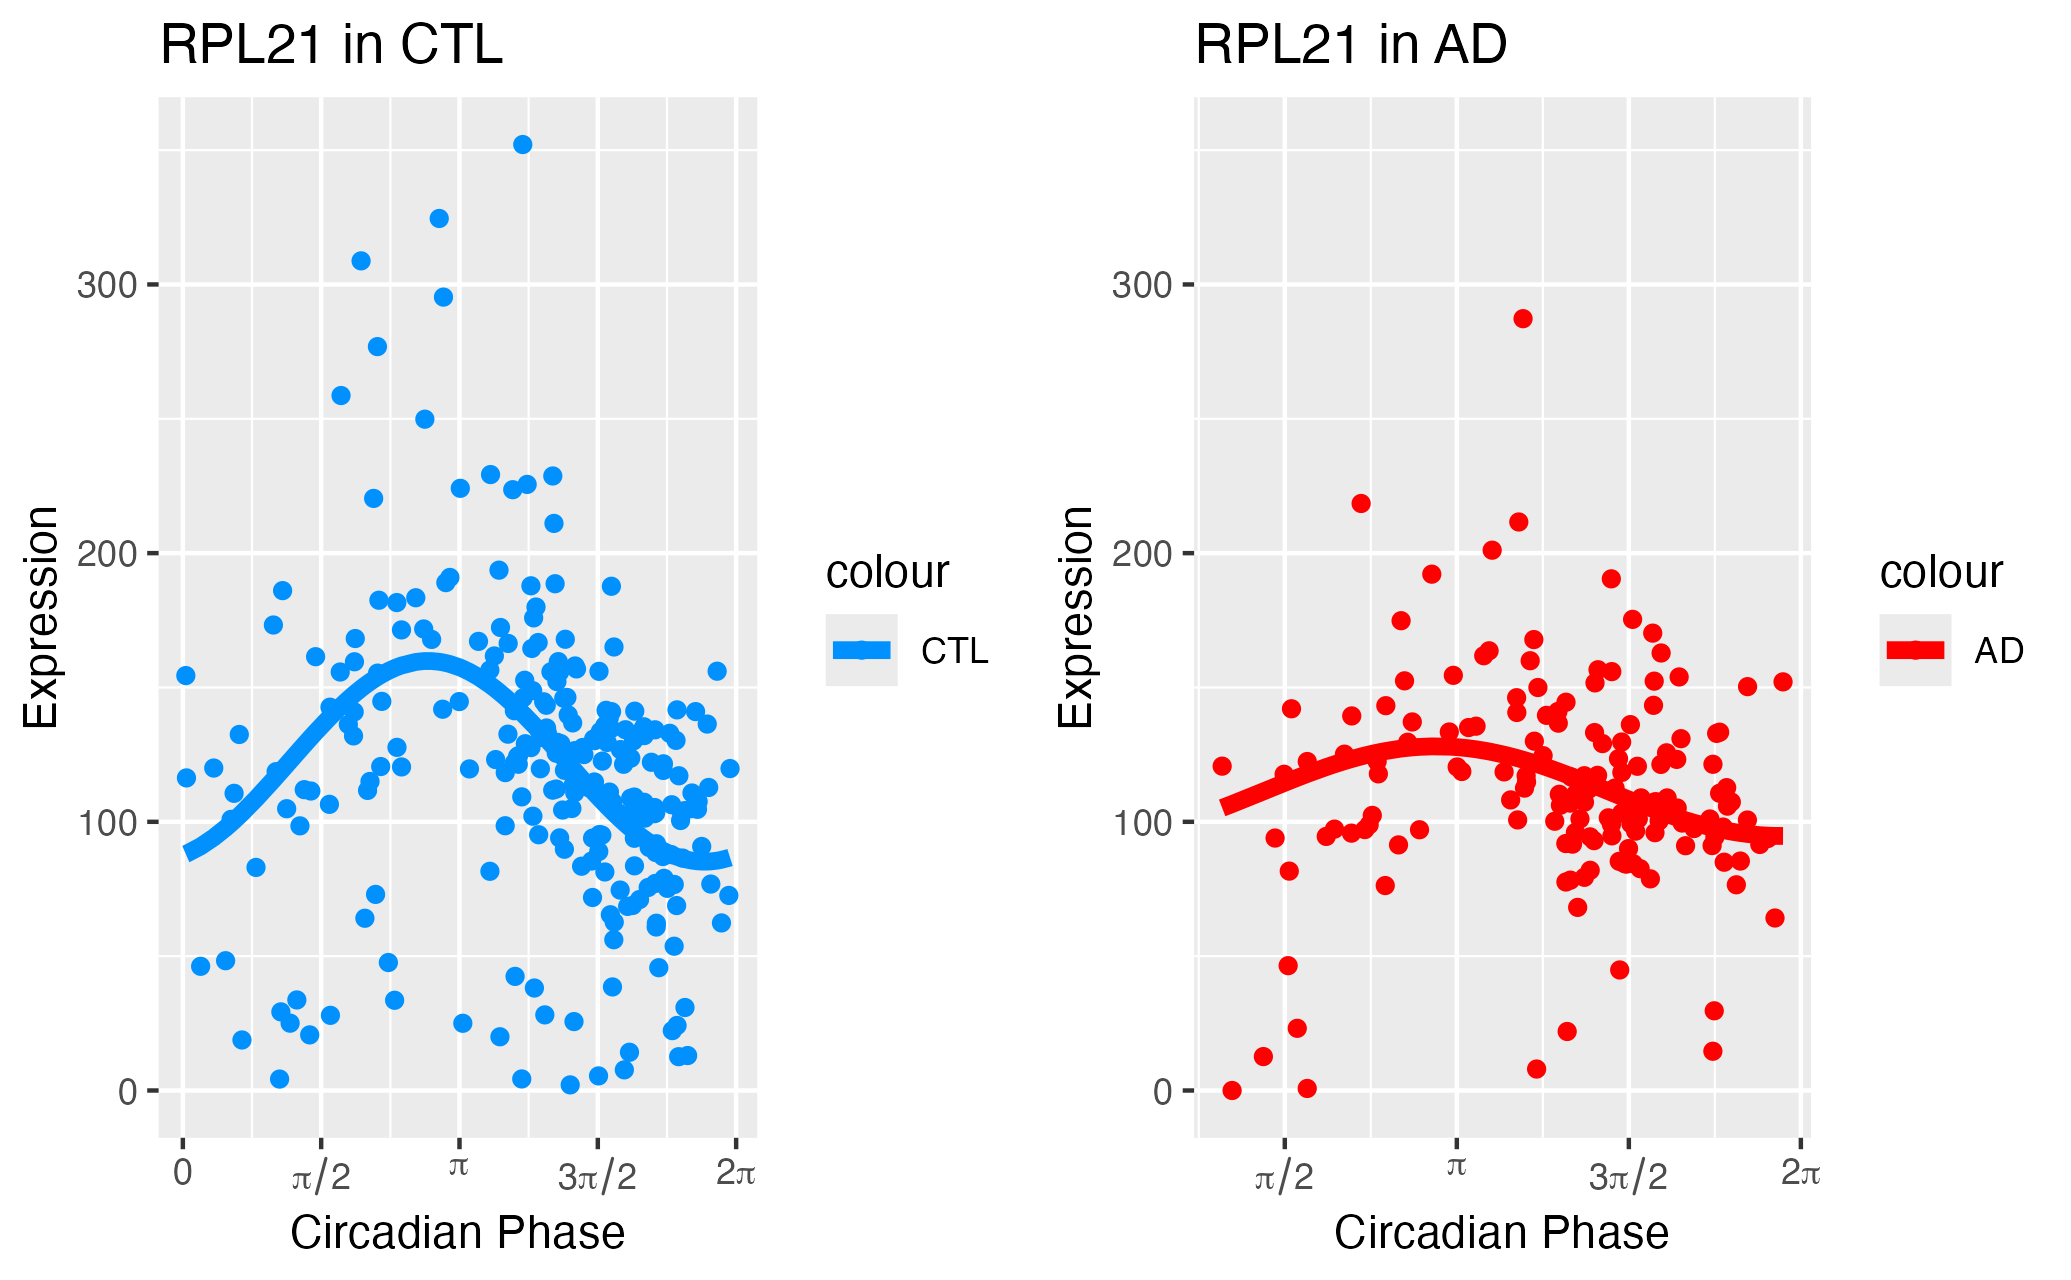 RPL21 in CTL
Expression
300
200
100
0
0 π/2 π 3π/2 2π
Circadian Phase
colour
CTL
RPL21 in AD
Expression
300
200
100
0
π/2 π 3π/2 2π
Circadian Phase
colour
AD